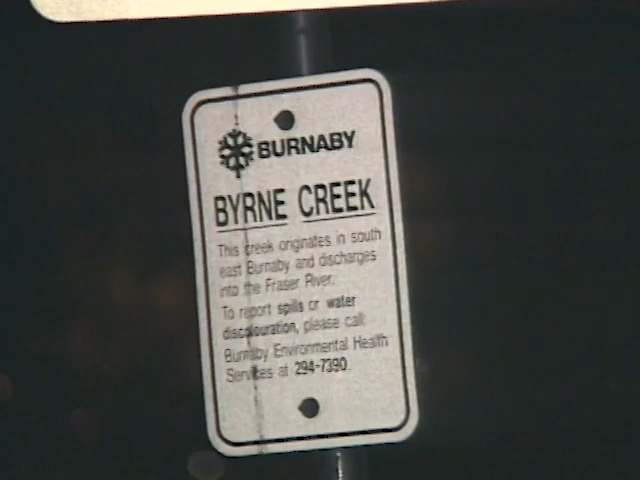 BURNABY
BYRNE CREEK
This creek originates in south
east Burnaby and discharges
into the Fraser River.
To report spills or water
discolouration, please call:
Burnaby Environmental Health
Services at 294-7390.